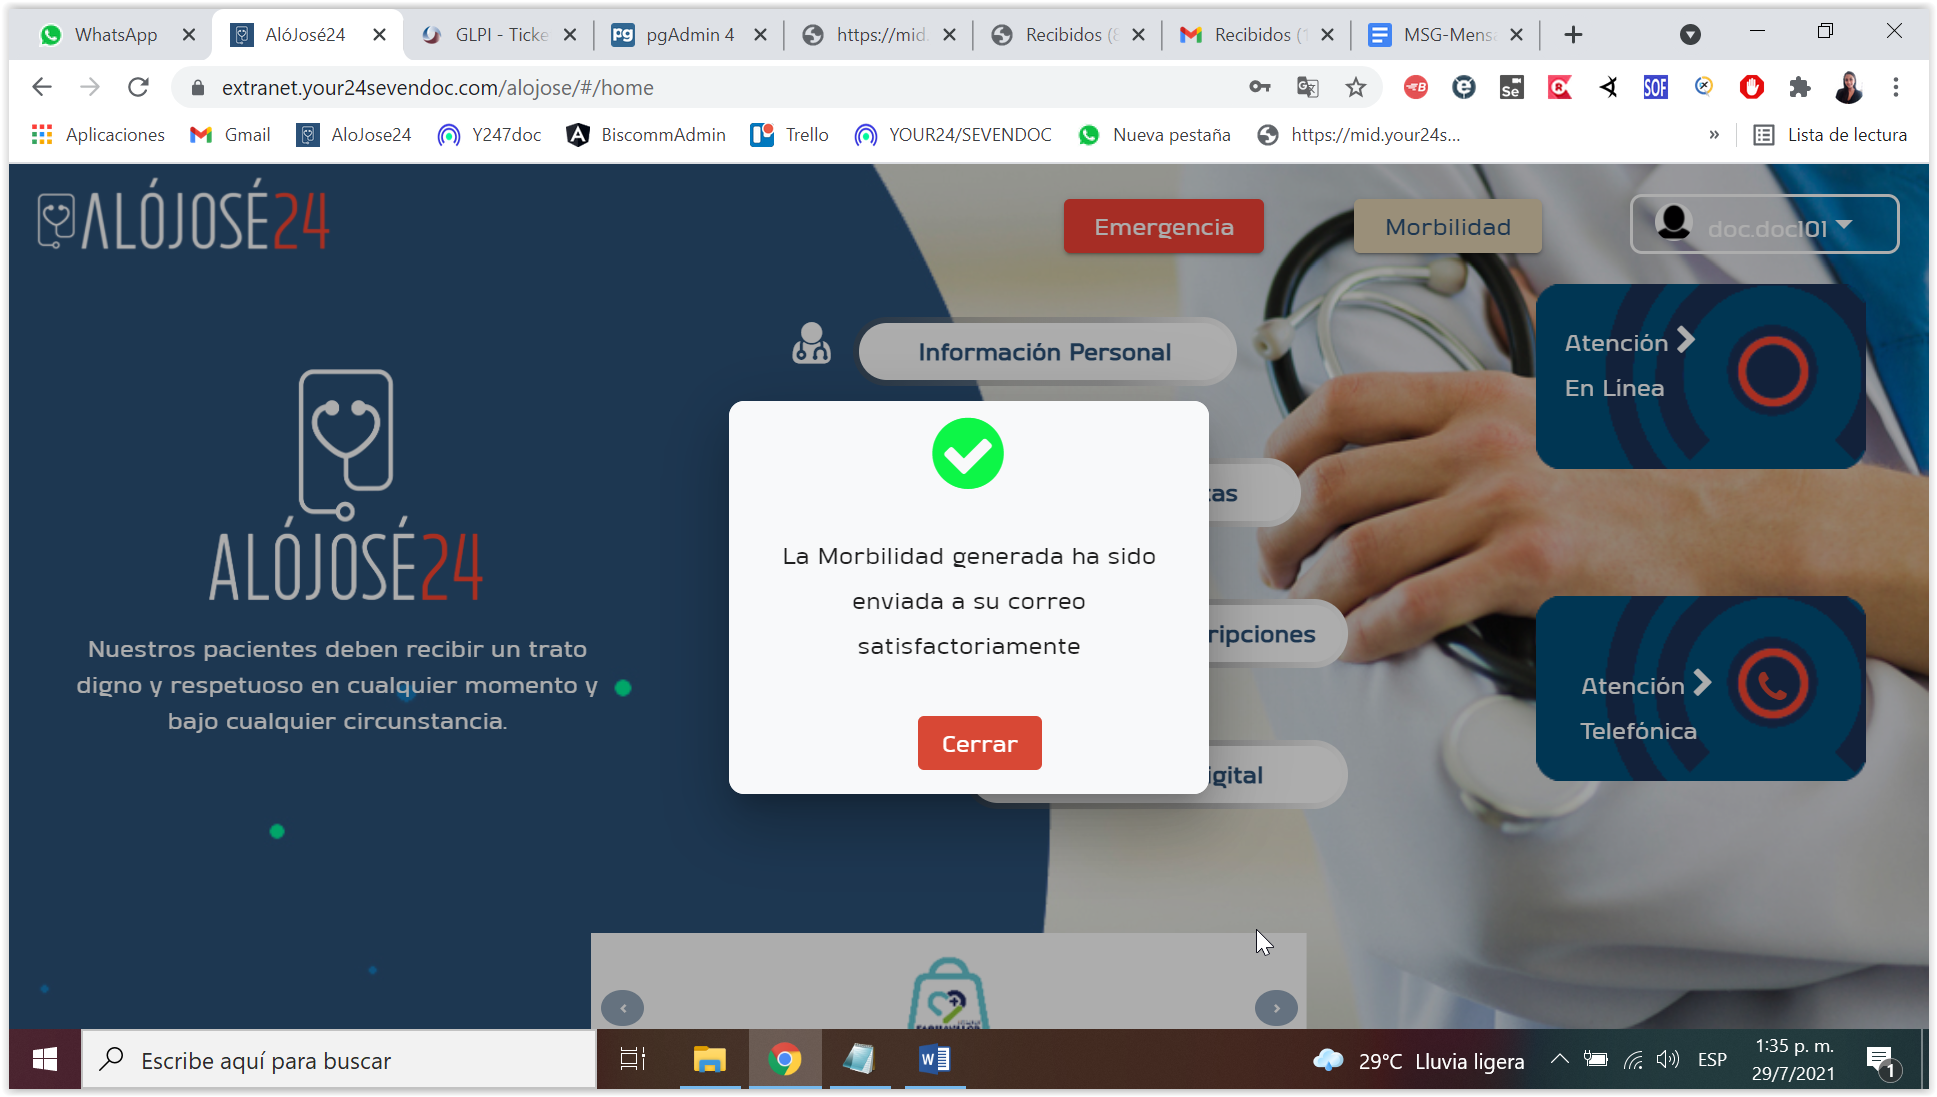 WhatsApp
AlóJosé24
GLPI - Ticke
pgAdmin 4
https://mid.
Recibidos (
Recibidos (1
MSG-Mens
extranet.your24sevendoc.com/alojose/#/home
Aplicaciones
Gmail
AloJose24
Y247doc
BiscommAdmin
Trello
YOUR24/SEVENDOC
Nueva pestaña
https://mid.your24s...
»
Lista de lectura
ALÓJOSÉ24
Emergencia
Morbilidad
doc.doc101
Información Personal
Atención
En Línea
tas
ALÓJOSÉ24
Nuestros pacientes deben recibir un trato
digno y respetuoso en cualquier momento y
bajo cualquier circunstancia.
La Morbilidad generada ha sido
enviada a su correo
satisfactoriamente
Cerrar
ripciones
igital
Atención
Telefónica
Escribe aquí para buscar
29°C Lluvia ligera
ESP
1:35 p. m.
29/7/2021
1